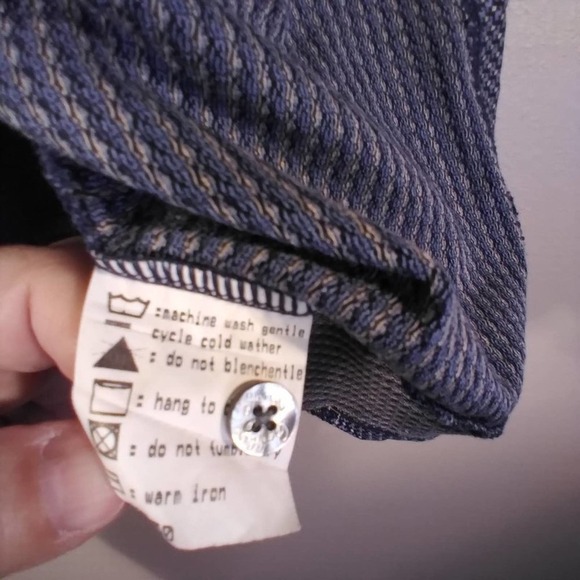 :machine wash gentle
cycle cold wather
: do not blenchentle
: hang to
: do not
: warm iron